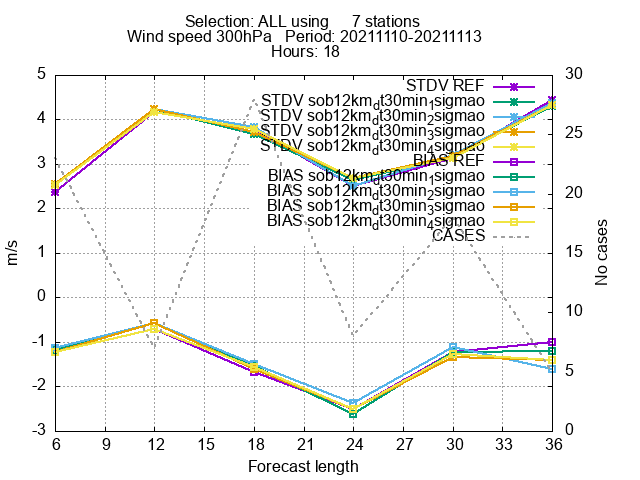 Selection: ALL using 7 stations
Wind speed 300hPa Period: 20211110-20211113
Hours: 18
STDV REF
STDV sob12km_dt30min_1sigmao
STDV sob12km_dt30min_2sigmao
STDV sob12km_dt30min_3sigmao
STDV sob12km_dt30min_4sigmao
BIAS REF
BIAS sob12km_dt30min_1sigmao
BIAS sob12km_dt30min_2sigmao
BIAS sob12km_dt30min_3sigmao
BIAS sob12km_dt30min_4sigmao
CASES
m/s
5
4
3
2
1
0
-1
-2
-3
No cases
30
25
20
15
10
5
0
6 9 12 15 18 21 24 27 30 33 36
Forecast length